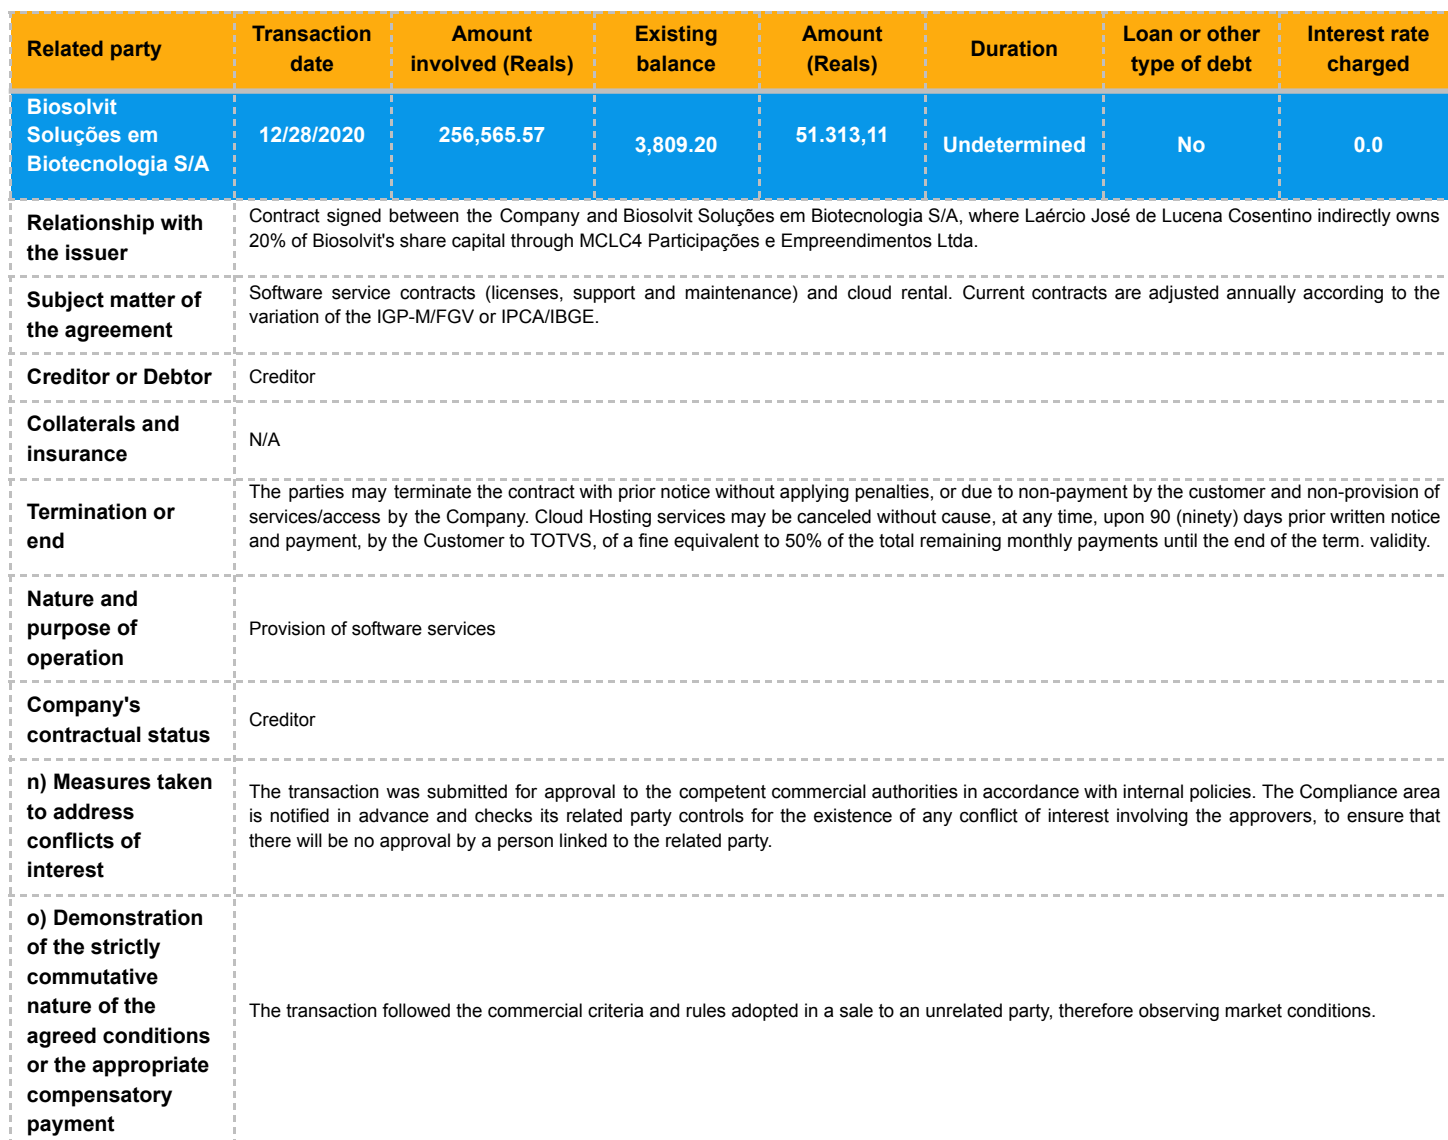 Related party
Transaction
date
Amount
involved (Reals)
Existing
balance
Amount
(Reals)
Duration
Loan or other
type of debt
Interest rate
charged
Biosolvit
Soluções em
Biotecnologia S/A
12/28/2020
256,565.57
3,809.20
51.313,11
Undetermined
No
0.0
Relationship with
the issuer
Contract signed between the Company and Biosolvit Soluções em Biotecnologia S/A, where Laércio José de Lucena Cosentino indirectly owns
20% of Biosolvit's share capital through MCLC4 Participações e Empreendimentos Ltda.
Subject matter of
the agreement
Software service contracts (licenses, support and maintenance) and cloud rental. Current contracts are adjusted annually according to the
variation of the IGP-M/FGV or IPCA/IBGE.
Creditor or Debtor
Creditor
Collaterals and
insurance
N/A
Termination or
end
The parties may terminate the contract with prior notice without applying penalties, or due to non-payment by the customer and non-provision of
services/access by the Company. Cloud Hosting services may be canceled without cause, at any time, upon 90 (ninety) days prior written notice
and payment, by the Customer to TOTVS, of a fine equivalent to 50% of the total remaining monthly payments until the end of the term. validity.
Nature and
purpose of
operation
Provision of software services
Company's
contractual status
Creditor
n) Measures taken
to address
conflicts of
interest
The transaction was submitted for approval to the competent commercial authorities in accordance with internal policies. The Compliance area
is notified in advance and checks its related party controls for the existence of any conflict of interest involving the approvers, to ensure that
there will be no approval by a person linked to the related party.
o) Demonstration
of the strictly
commutative
nature of the
agreed conditions
or the appropriate
compensatory
payment
The transaction followed the commercial criteria and rules adopted in a sale to an unrelated party, therefore observing market conditions.